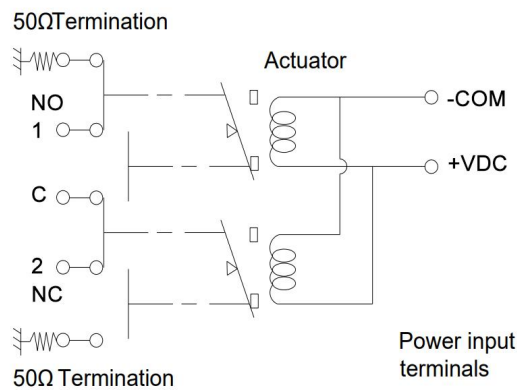 50ΩTermination
Actuator
NO
1
-COM
+VDC
C
2
NC
50Ω Termination
Power input
terminals